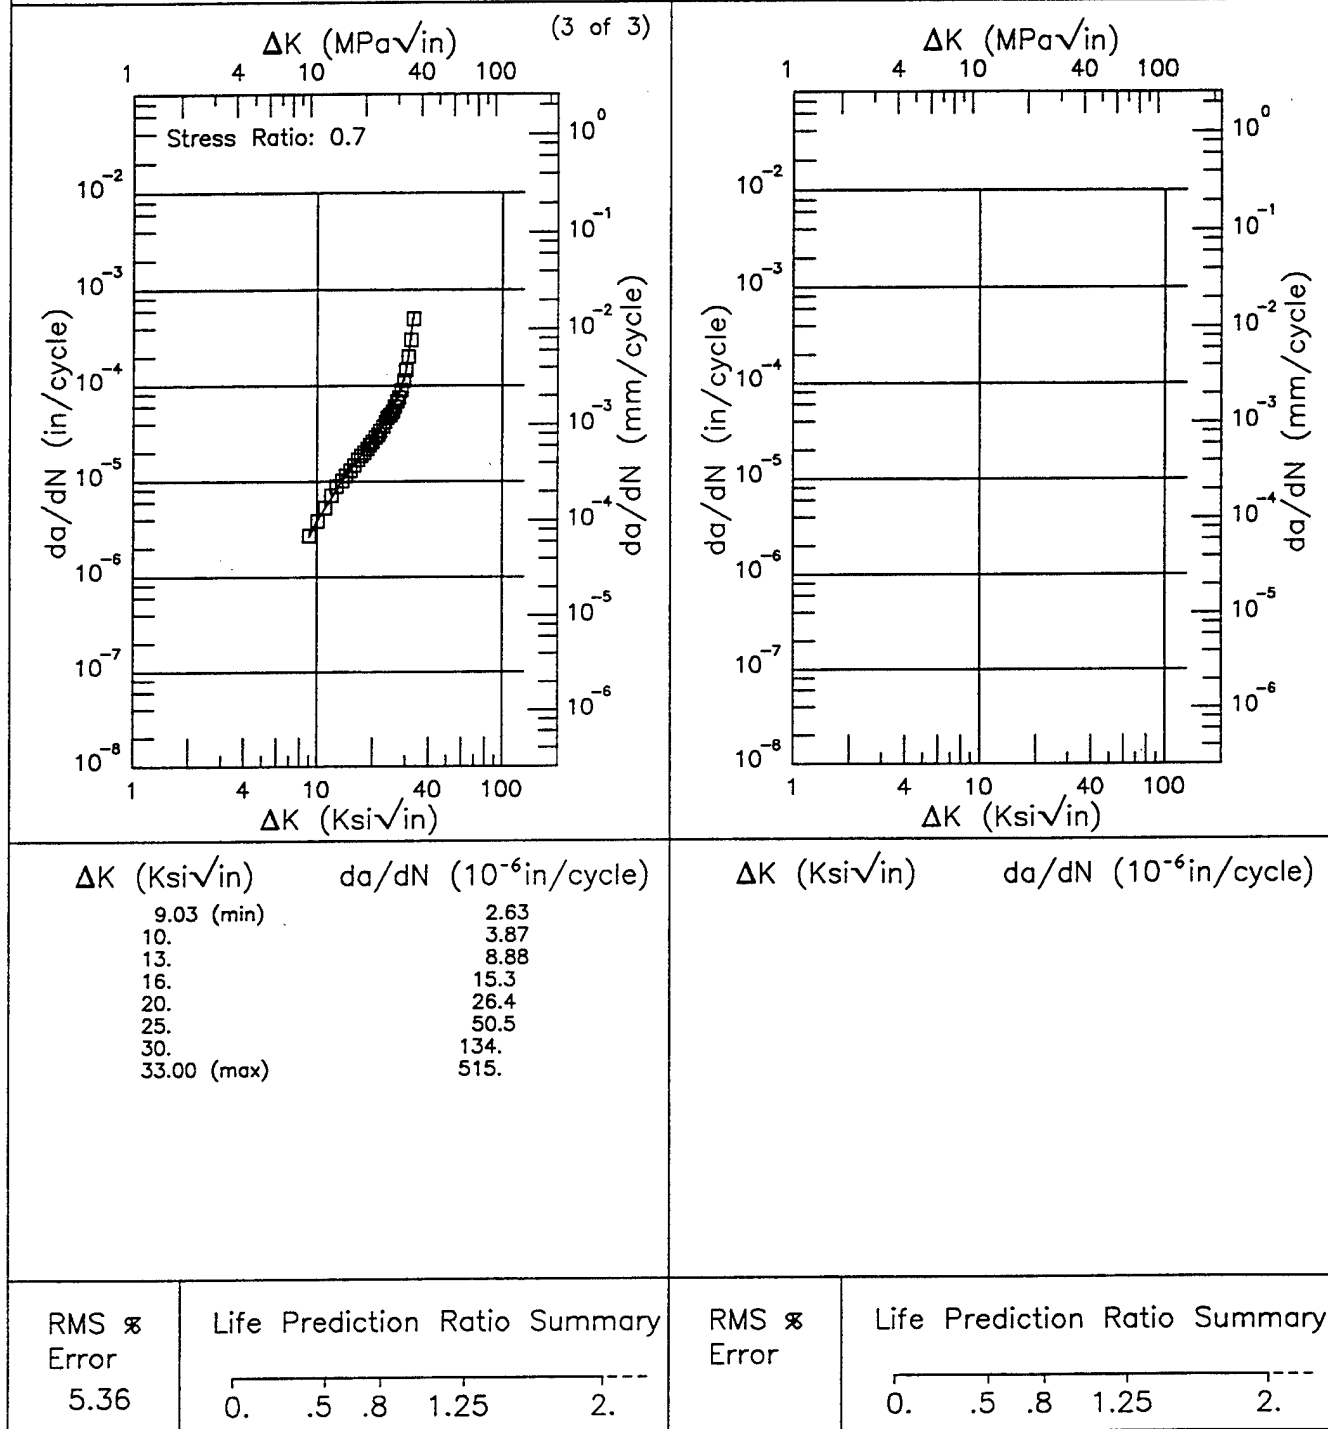 (3 of 3)
ΔK (MPa√in)
1 4 10 40 100
Stress Ratio: 0.7
10⁰
10⁻²
10⁻¹
10⁻³
10⁻²
10⁻⁴
10⁻³
10⁻⁵
10⁻⁴
10⁻⁶
10⁻⁵
10⁻⁷
10⁻⁶
10⁻⁸
da/dN (in/cycle)
da/dN (mm/cycle)
1 4 10 40 100
ΔK (Ksi√in)
ΔK (MPa√in)
1 4 10 40 100
10⁰
10⁻²
10⁻¹
10⁻³
10⁻²
10⁻⁴
10⁻³
10⁻⁵
10⁻⁴
10⁻⁶
10⁻⁵
10⁻⁷
10⁻⁶
10⁻⁸
da/dN (in/cycle)
da/dN (mm/cycle)
1 4 10 40 100
ΔK (Ksi√in)
ΔK (Ksi√in) da/dN (10⁻⁶in/cycle)
9.03 (min) 2.63
10. 3.87
13. 8.88
16. 15.3
20. 26.4
25. 50.5
30. 134.
33.00 (max) 515.
ΔK (Ksi√in) da/dN (10⁻⁶in/cycle)
RMS %
Error
5.36
Life Prediction Ratio Summary
0. .5 .8 1.25 2.
RMS %
Error
Life Prediction Ratio Summary
0. .5 .8 1.25 2.